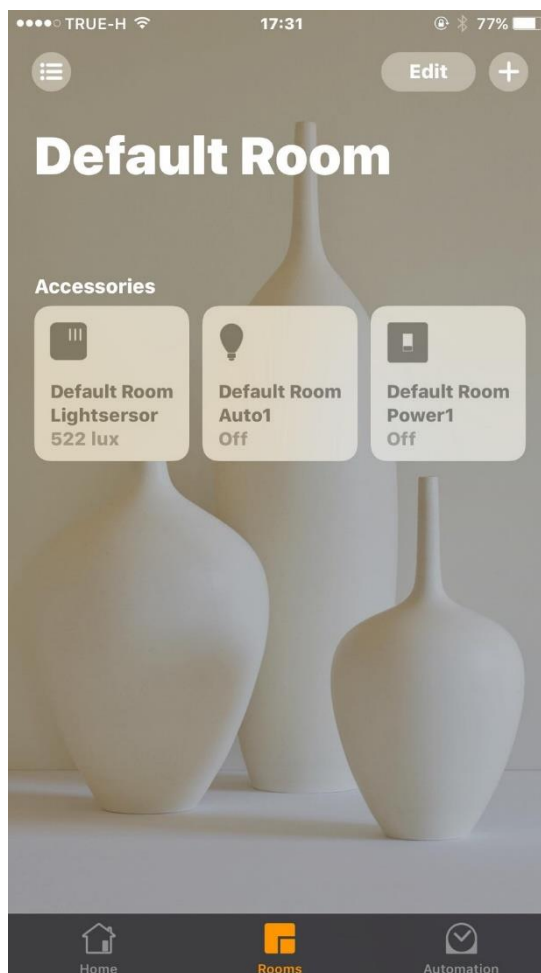 TRUE-H 17:31 77%
Edit +
Default Room
Accessories
Default Room
Lightsersor
522 lux
Default Room
Auto1
Off
Default Room
Power1
Off
Home Rooms Automation